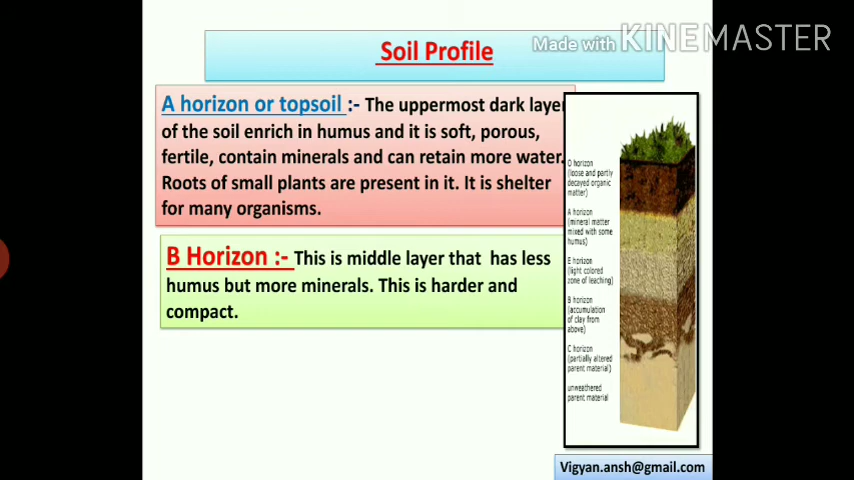 Soil Profile
Made with KINEMASTER
A horizon or topsoil :- The uppermost dark layer
of the soil enrich in humus and it is soft, porous,
fertile, contain minerals and can retain more water.
Roots of small plants are present in it. It is shelter
for many organisms.
B Horizon :- This is middle layer that has less
humus but more minerals. This is harder and
compact.
O horizon
(loose and partly
decayed organic
matter)
A horizon
(mineral matter
mixed with some
humus)
E horizon
(light colored
zone of leaching)
B horizon
(accumulation
of clay from
above)
C horizon
(partially altered
parent material)
unweathered
parent material
Vigyan.ansh@gmail.com